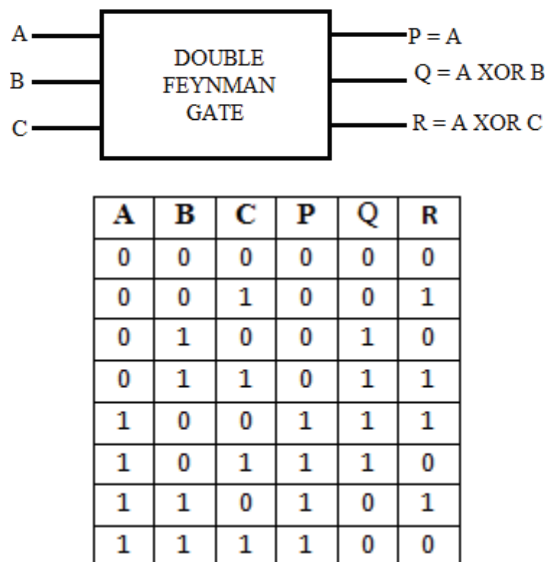 A
B
C
DOUBLE
FEYNMAN
GATE
P = A
Q = A XOR B
R = A XOR C
A B C P Q R
0 0 0 0 0 0
0 0 1 0 0 1
0 1 0 0 1 0
0 1 1 0 1 1
1 0 0 1 1 1
1 0 1 1 1 0
1 1 0 1 0 1
1 1 1 1 0 0